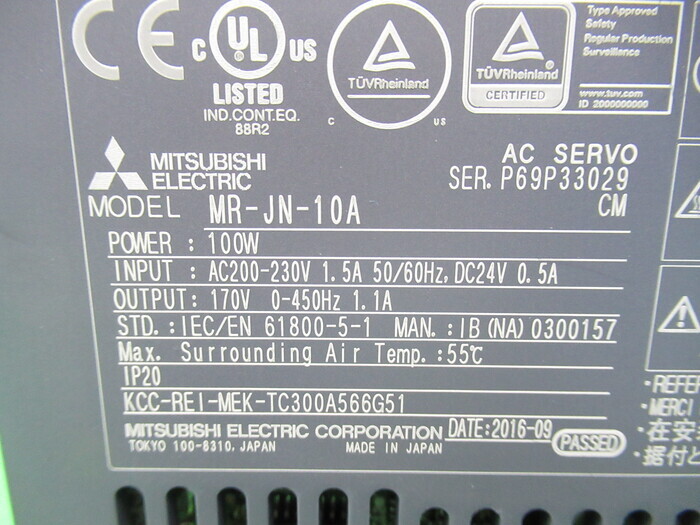 CE
C UL US
LISTED
IND.CONT.EQ.
88R2
TÜVRheinland
C US
TÜVRheinland
CERTIFIED
Type Approved
Safety
Regular Production
Surveillance
www.tuv.com
ID 2000000000
MITSUBISHI
ELECTRIC
AC SERVO
SER. P69P33029
MODEL MR-JN-10A
CM
POWER : 100W
INPUT : AC200-230V 1.5A 50/60Hz, DC24V 0.5A
OUTPUT: 170V 0-450Hz 1.1A
STD.:IEC/EN 61800-5-1 MAN.:IB(NA)0300157
Max. Surrounding Air Temp.:55℃
IP20
KCC-REI-MEK-TC300A566G51
MITSUBISHI ELECTRIC CORPORATION DATE:2016-09
TOKYO 100-8310, JAPAN MADE IN JAPAN
PASSED
・REFE
・MERCI
・在安
・据付と